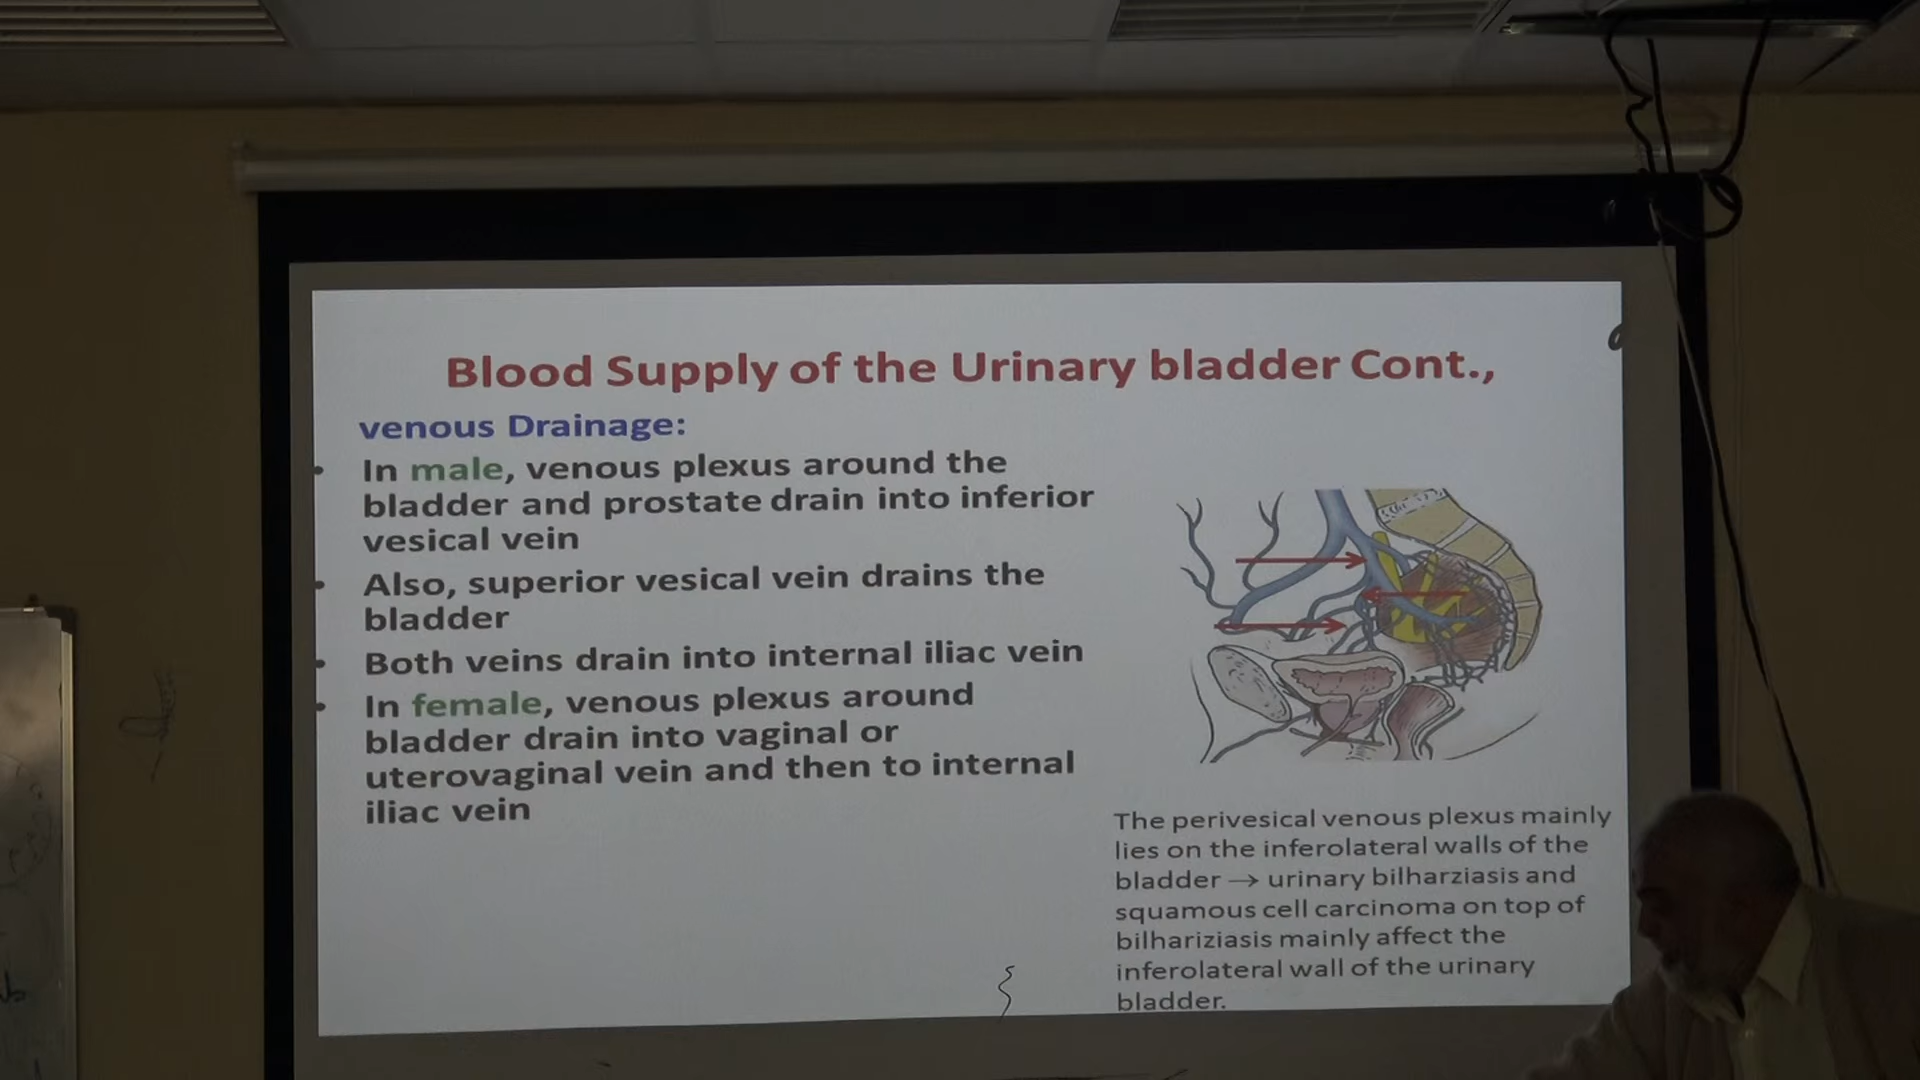 Blood Supply of the Urinary bladder Cont.,
venous Drainage:
• In male, venous plexus around the
bladder and prostate drain into inferior
vesical vein
• Also, superior vesical vein drains the
bladder
• Both veins drain into internal iliac vein
• In female, venous plexus around
bladder drain into vaginal or
uterovaginal vein and then to internal
iliac vein
The perivesical venous plexus mainly
lies on the inferolateral walls of the
bladder → urinary bilharziasis and
squamous cell carcinoma on top of
bilhariziasis mainly affect the
inferolateral wall of the urinary
bladder.